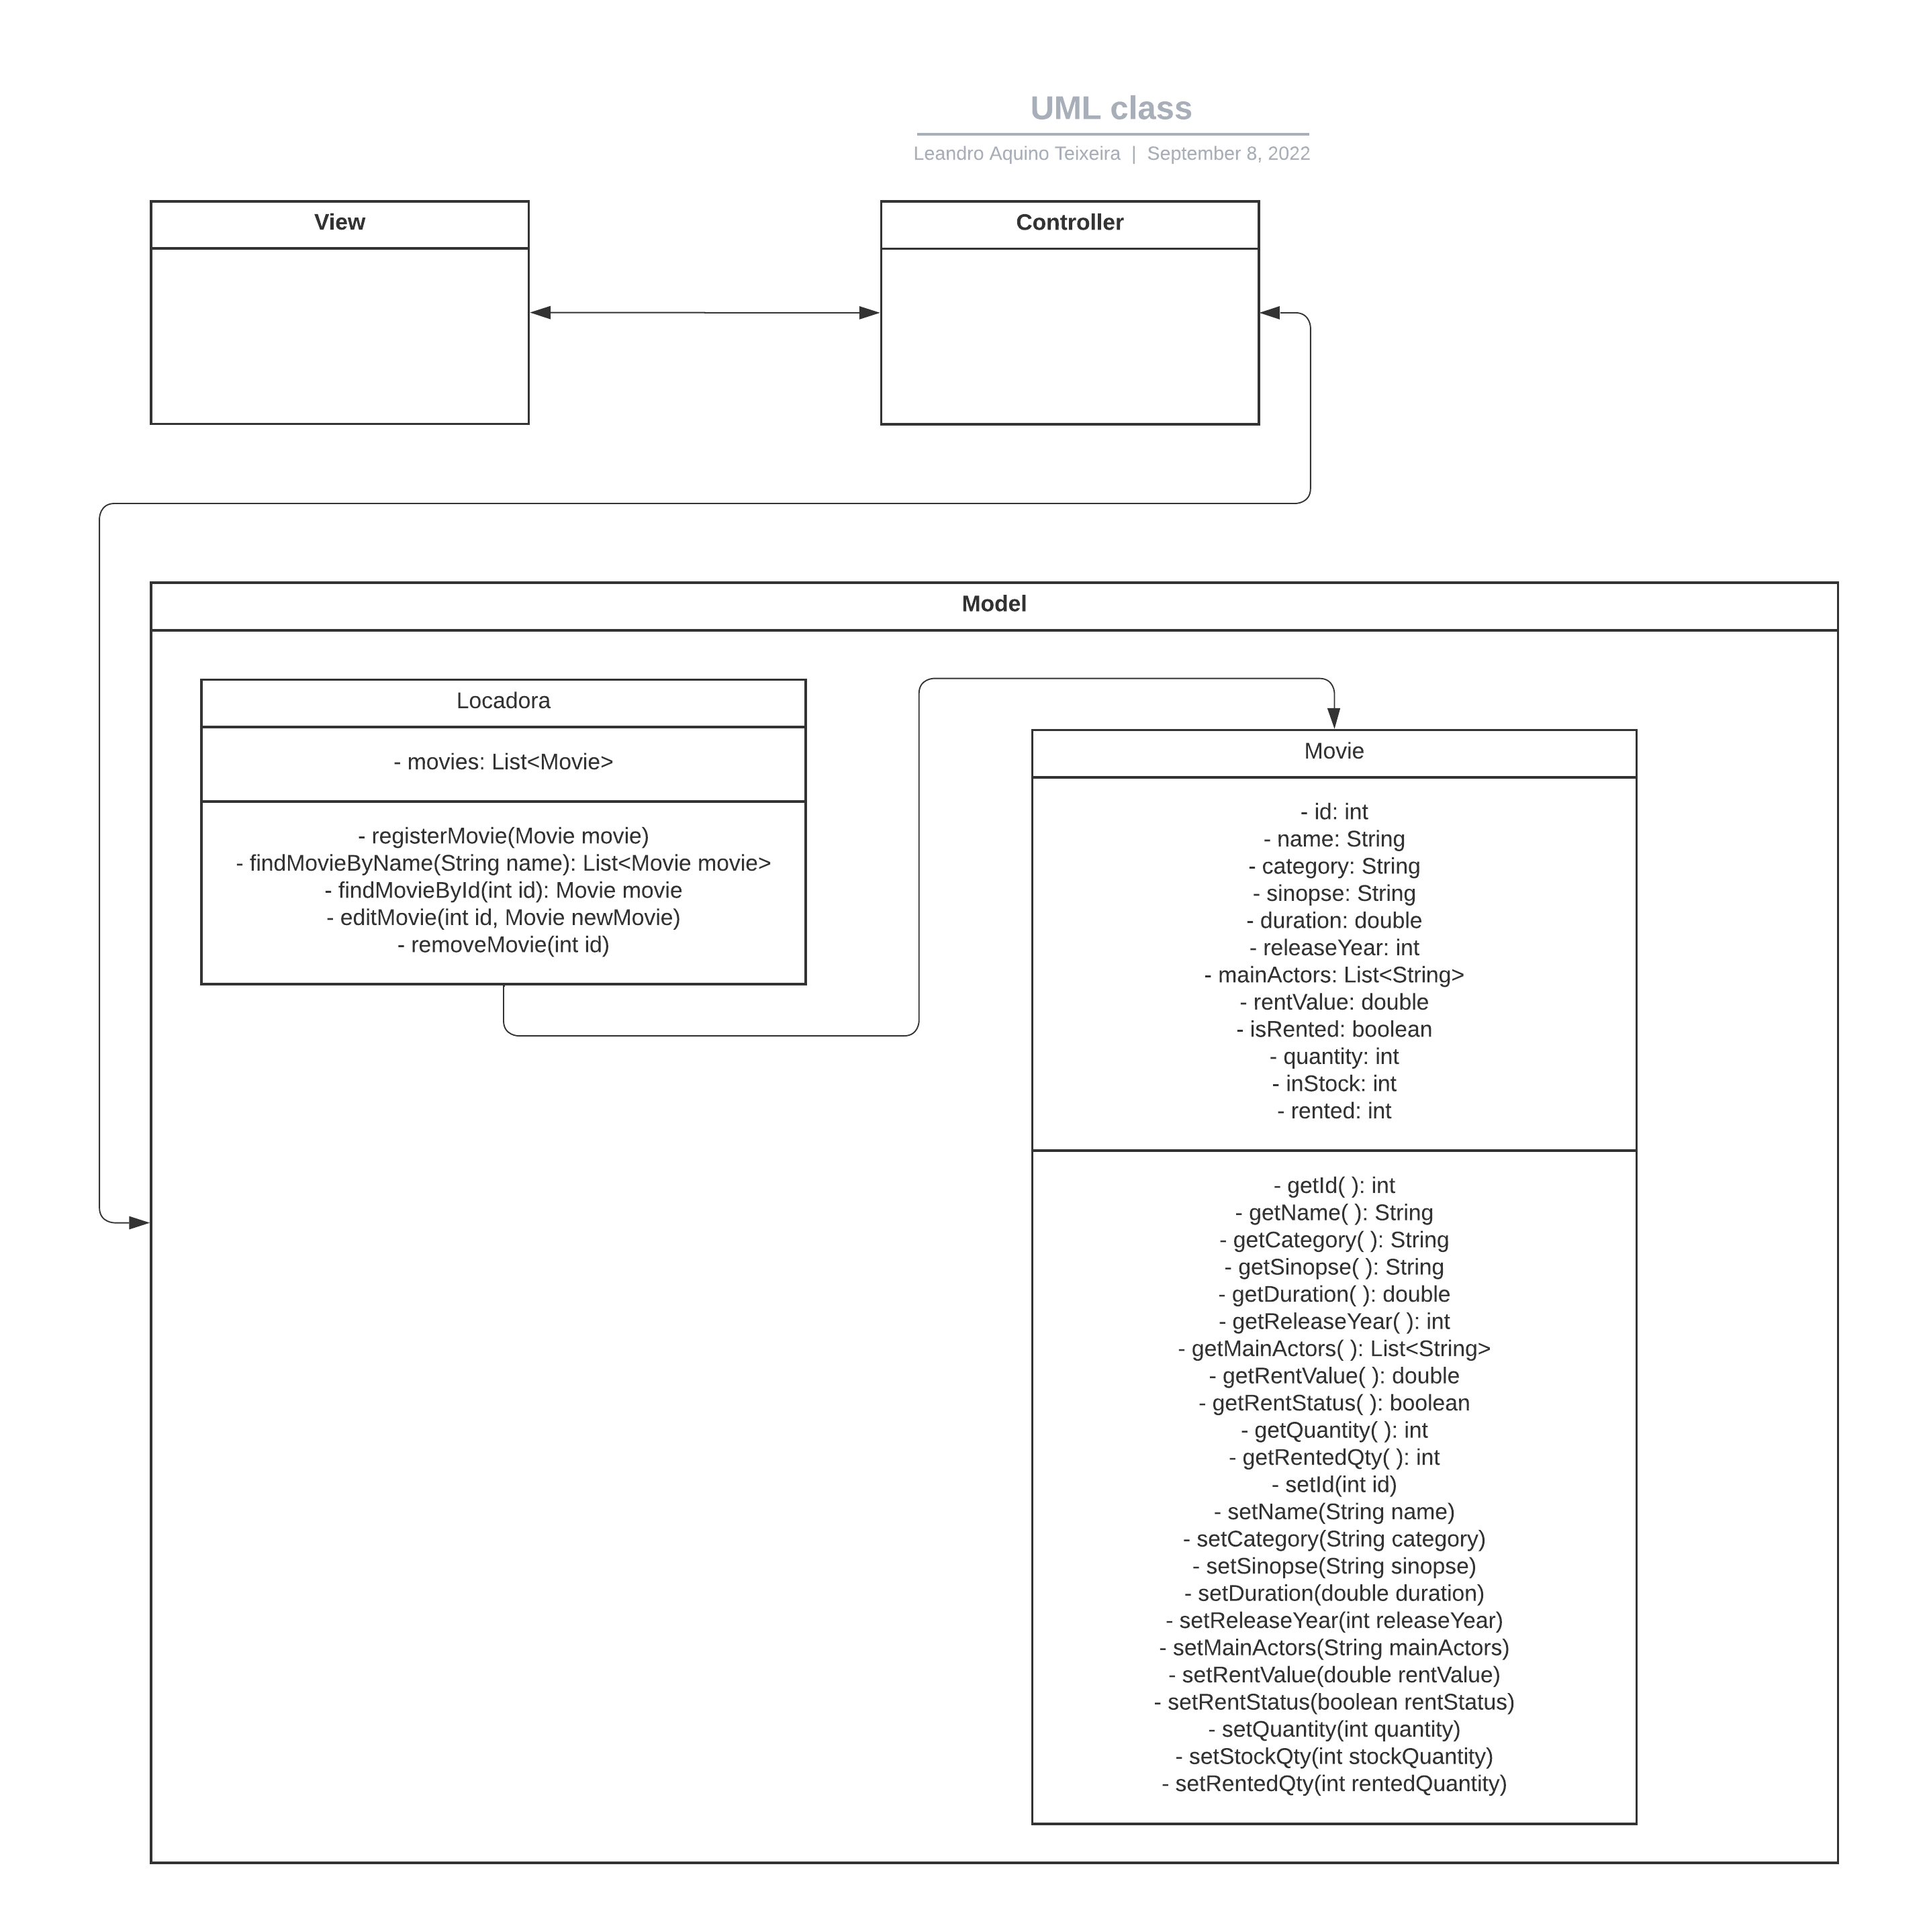 UML class
Leandro Aquino Teixeira | September 8, 2022
View
Controller
Model
Locadora
- movies: List<Movie>
- registerMovie(Movie movie)
- findMovieByName(String name): List<Movie movie>
- findMovieById(int id): Movie movie
- editMovie(int id, Movie newMovie)
- removeMovie(int id)
Movie
- id: int
- name: String
- category: String
- sinopse: String
- duration: double
- releaseYear: int
- mainActors: List<String>
- rentValue: double
- isRented: boolean
- quantity: int
- inStock: int
- rented: int
- getId( ): int
- getName( ): String
- getCategory( ): String
- getSinopse( ): String
- getDuration( ): double
- getReleaseYear( ): int
- getMainActors( ): List<String>
- getRentValue( ): double
- getRentStatus( ): boolean
- getQuantity( ): int
- getRentedQty( ): int
- setId(int id)
- setName(String name)
- setCategory(String category)
- setSinopse(String sinopse)
- setDuration(double duration)
- setReleaseYear(int releaseYear)
- setMainActors(String mainActors)
- setRentValue(double rentValue)
- setRentStatus(boolean rentStatus)
- setQuantity(int quantity)
- setStockQty(int stockQuantity)
- setRentedQty(int rentedQuantity)